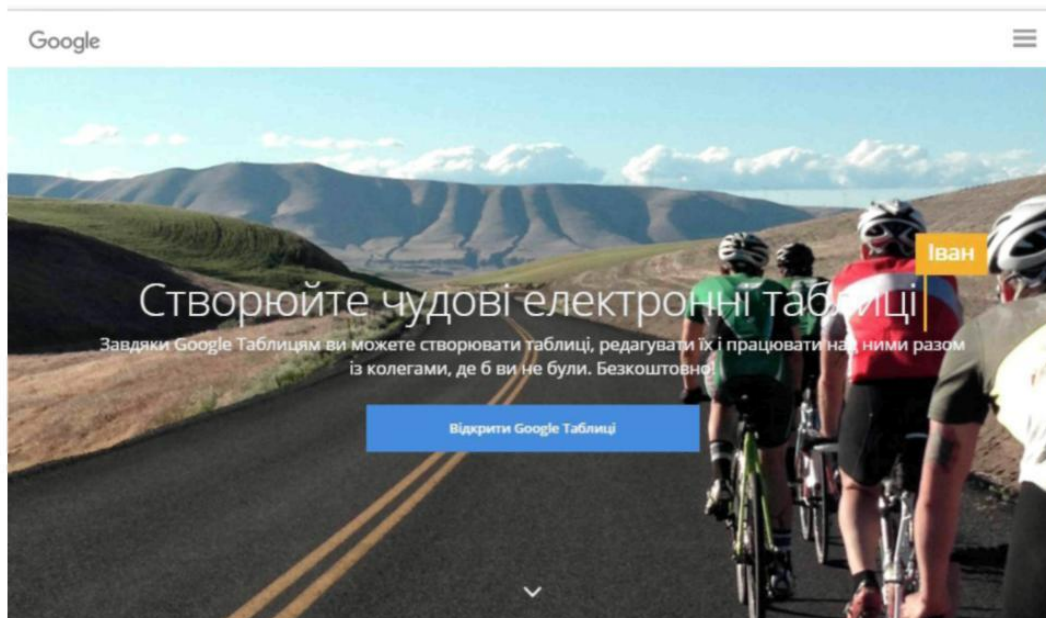 Google
Іван
Створюйте чудові електронні таблиці
Завдяки Google Таблицям ви можете створювати таблиці, редагувати їх і працювати над ними разом
із колегами, де б ви не були. Безкоштовно!
Відкрити Google Таблиці